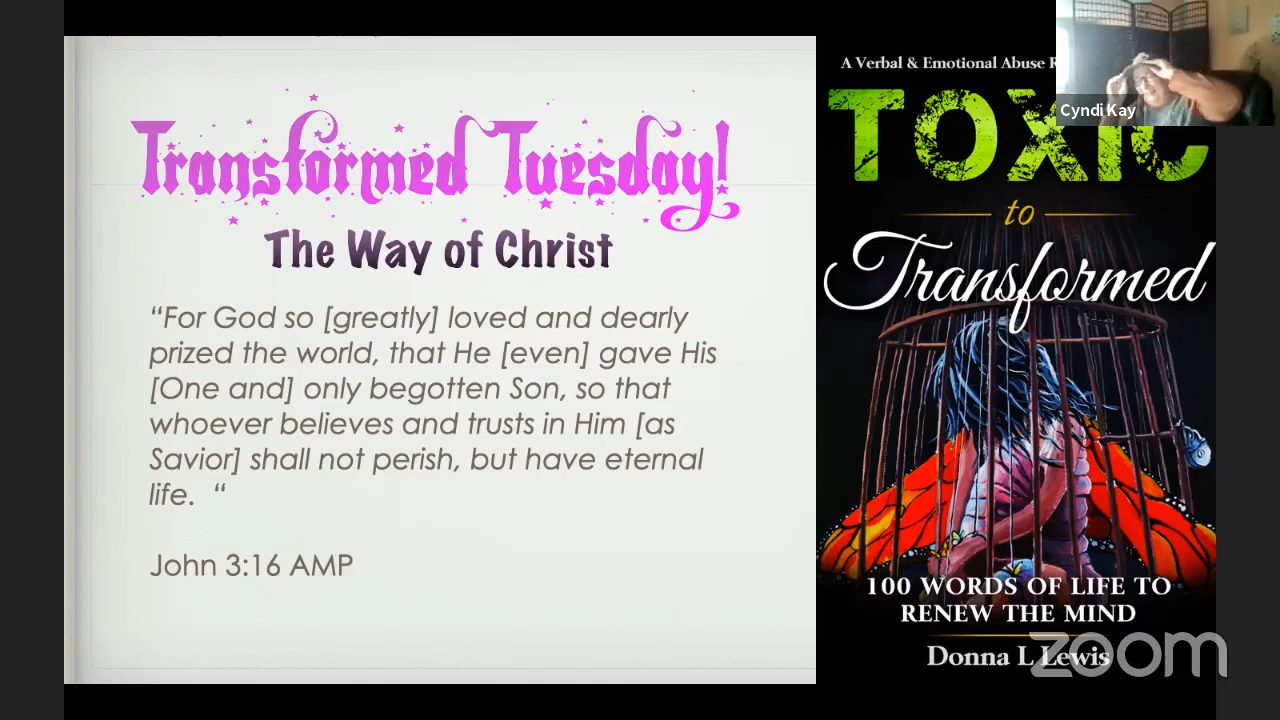 Transformed Tuesday!
The Way of Christ
“For God so [greatly] loved and dearly
prized the world, that He [even] gave His
[One and] only begotten Son, so that
whoever believes and trusts in Him [as
Savior] shall not perish, but have eternal
life. “
John 3:16 AMP
A Verbal & Emotional Abuse
TOXIC
to
Transformed
100 WORDS OF LIFE TO
RENEW THE MIND
Donna L Lewis
Cyndi Kay
zoom